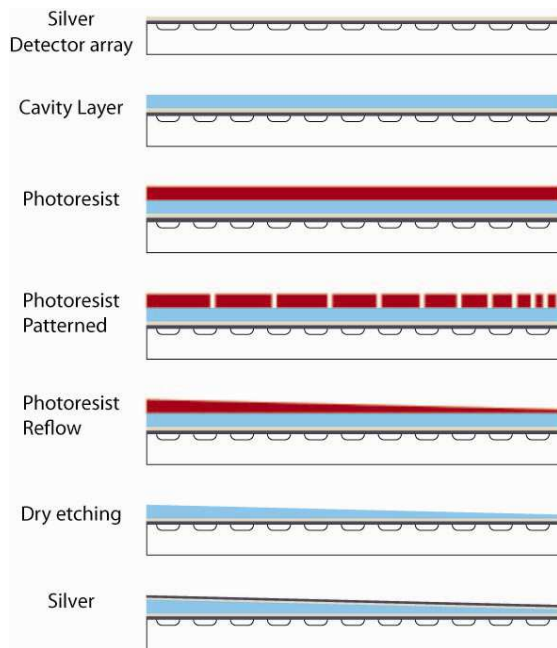 Silver
Detector array
Cavity Layer
Photoresist
Photoresist
Patterned
Photoresist
Reflow
Dry etching
Silver